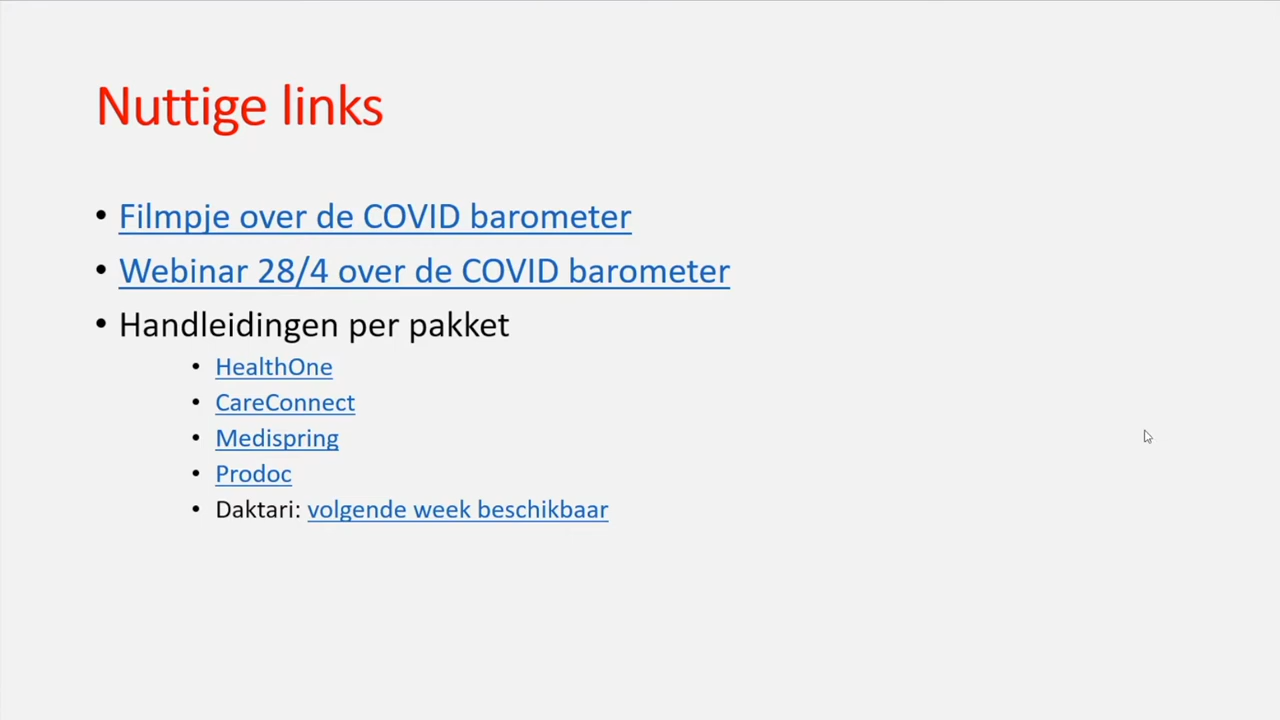 Nuttige links
• Filmpje over de COVID barometer
• Webinar 28/4 over de COVID barometer
• Handleidingen per pakket
• HealthOne
• CareConnect
• Medispring
• Prodoc
• Daktari: volgende week beschikbaar